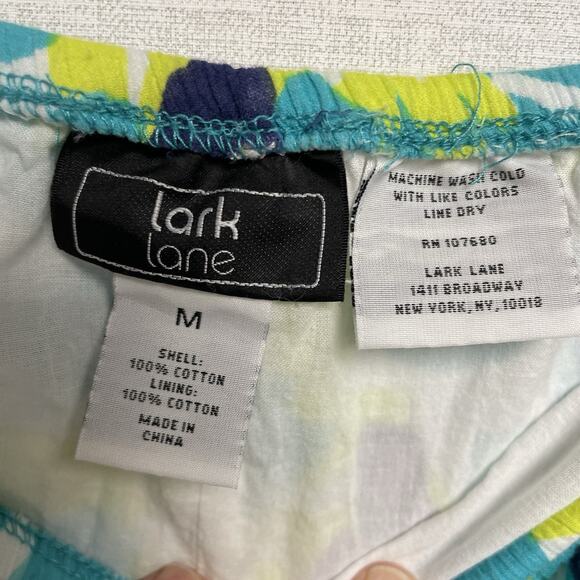 lark
lane
M
SHELL:
100% COTTON
LINING:
100% COTTON
MADE IN
CHINA
MACHINE WASH COLD
WITH LIKE COLORS
LINE DRY
RN 107680
LARK LANE
1411 BROADWAY
NEW YORK, NY, 10018